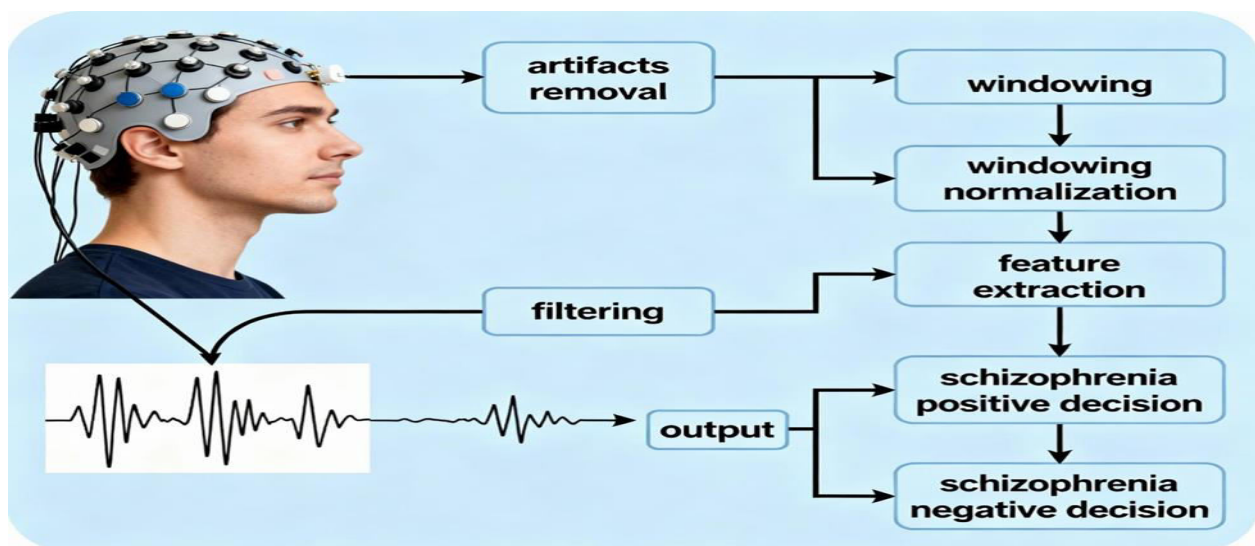 artifacts
removal
windowing
windowing
normalization
filtering
feature
extraction
output
schizophrenia
positive decision
schizophrenia
negative decision